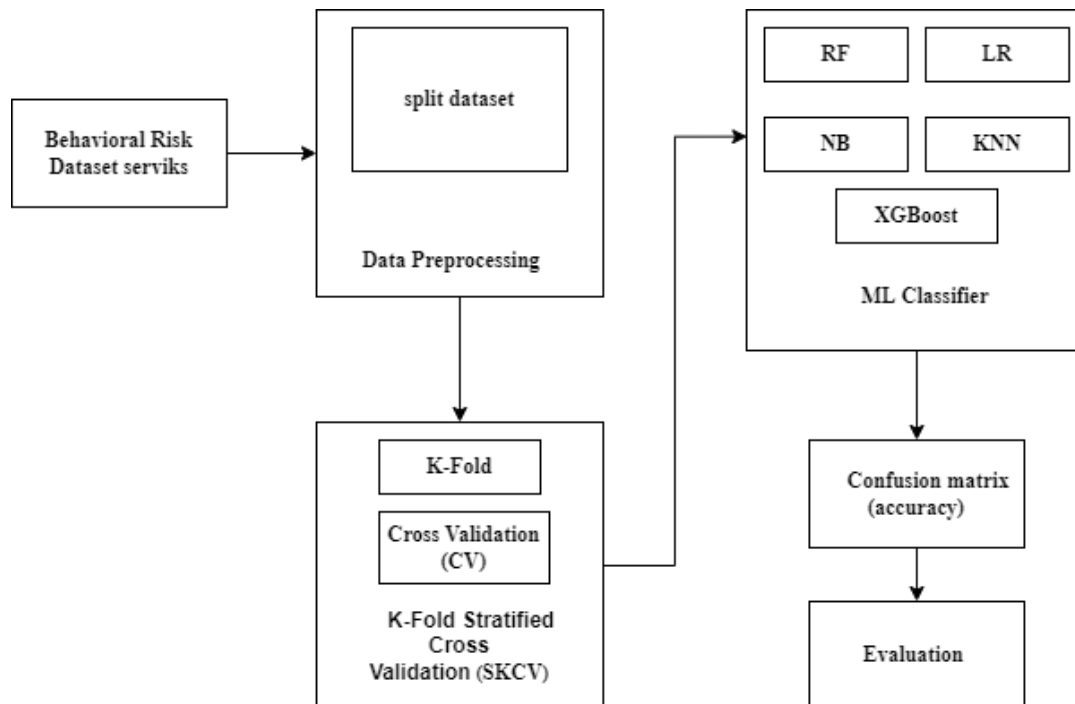 Behavioral Risk
Dataset serviks
split dataset
Data Preprocessing
K-Fold
Cross Validation
(CV)
K-Fold Stratified
Cross
Validation (SKCV)
RF
LR
NB
KNN
XGBoost
ML Classifier
Confusion matrix
(accuracy)
Evaluation